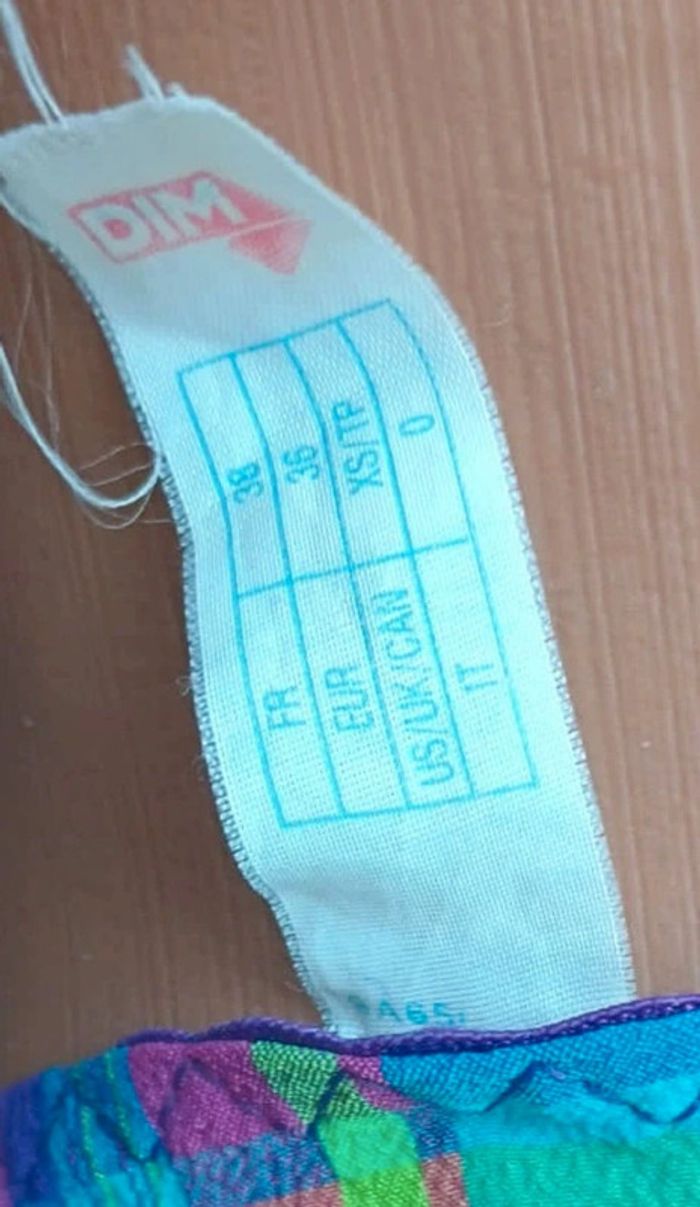 DIM
FR 38
EUR 36
US/UK/CAN XS/TP
IT 0